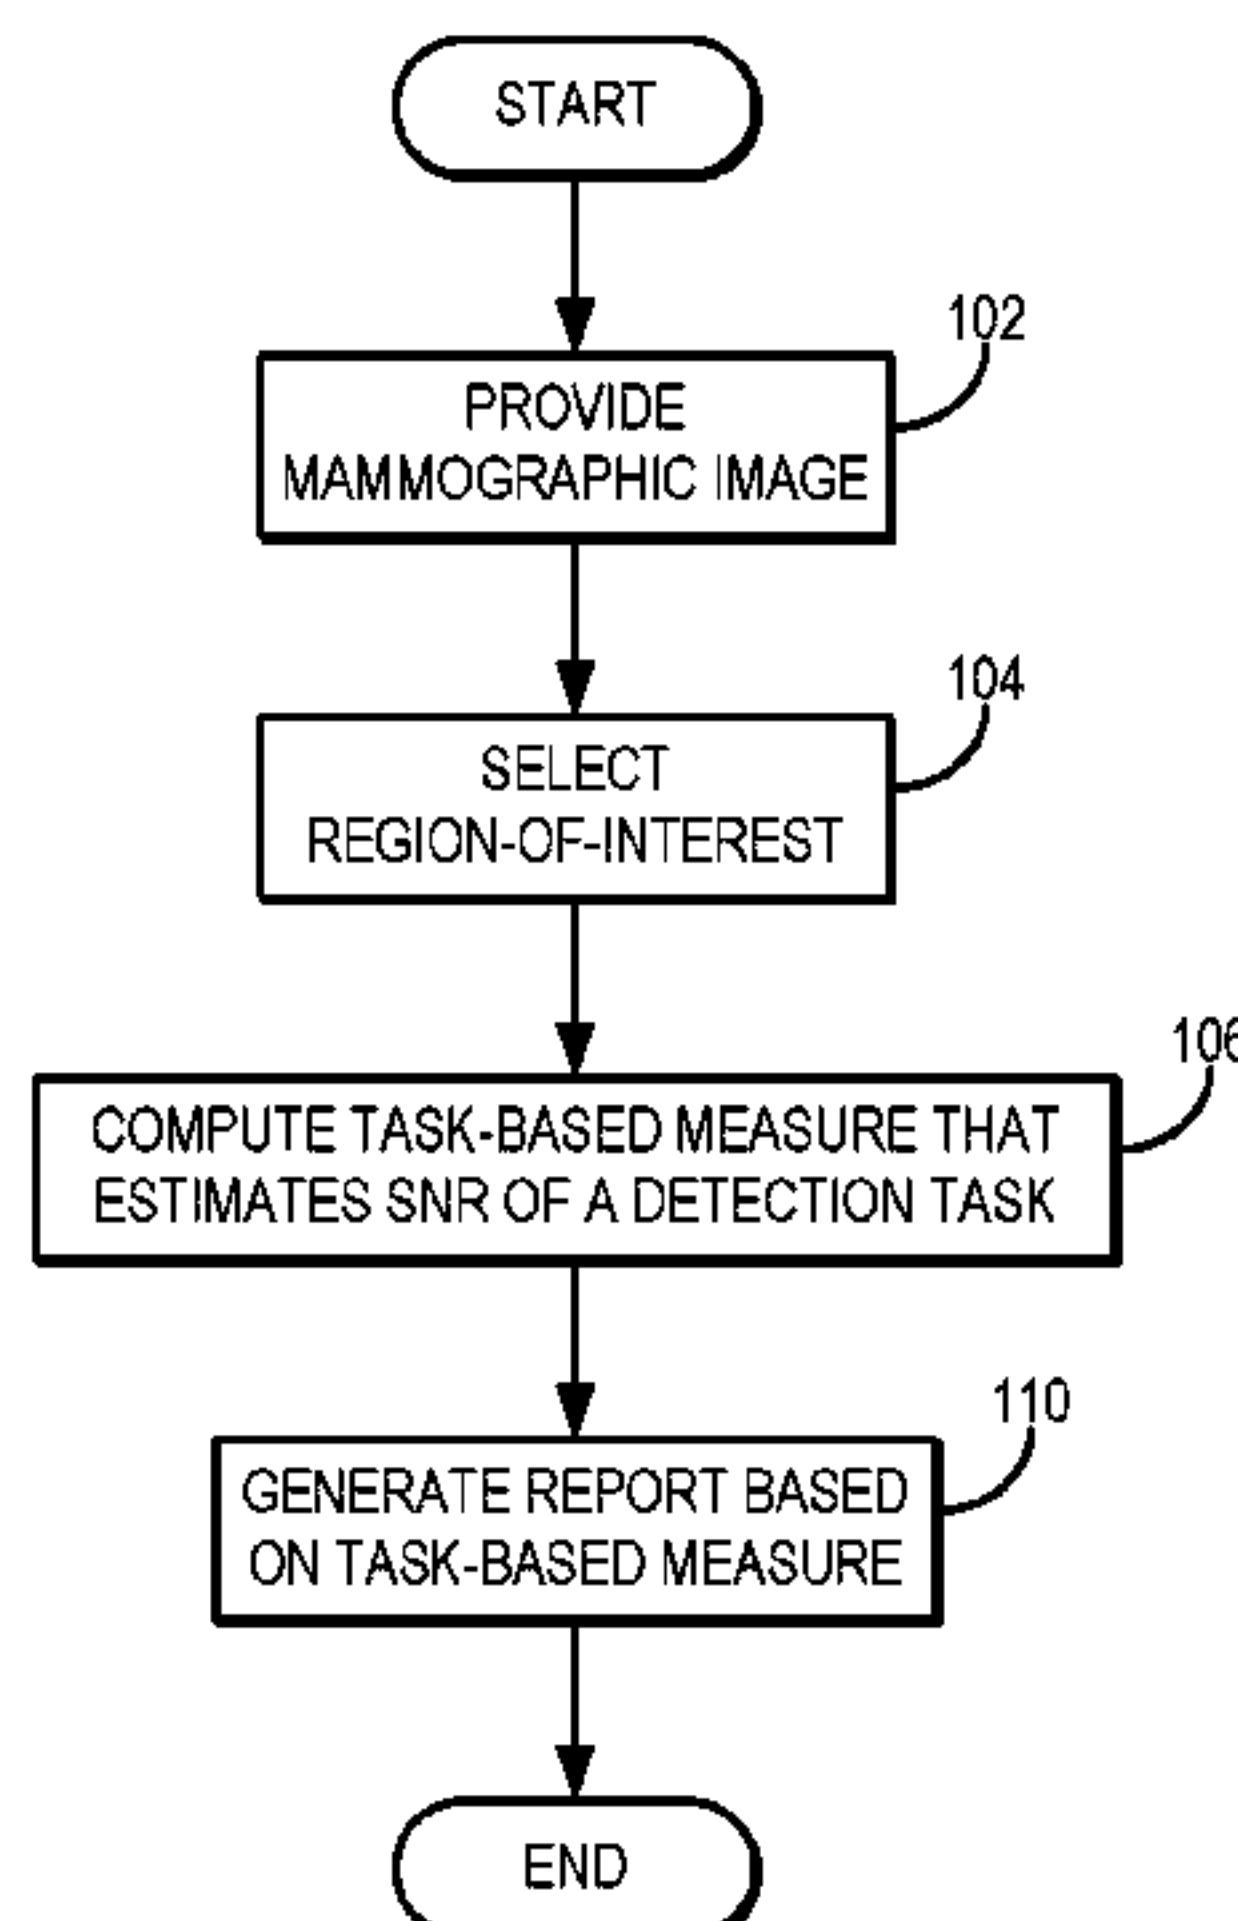 START
102
PROVIDE
MAMMOGRAPHIC IMAGE
104
SELECT
REGION-OF-INTEREST
106
COMPUTE TASK-BASED MEASURE THAT
ESTIMATES SNR OF A DETECTION TASK
110
GENERATE REPORT BASED
ON TASK-BASED MEASURE
END